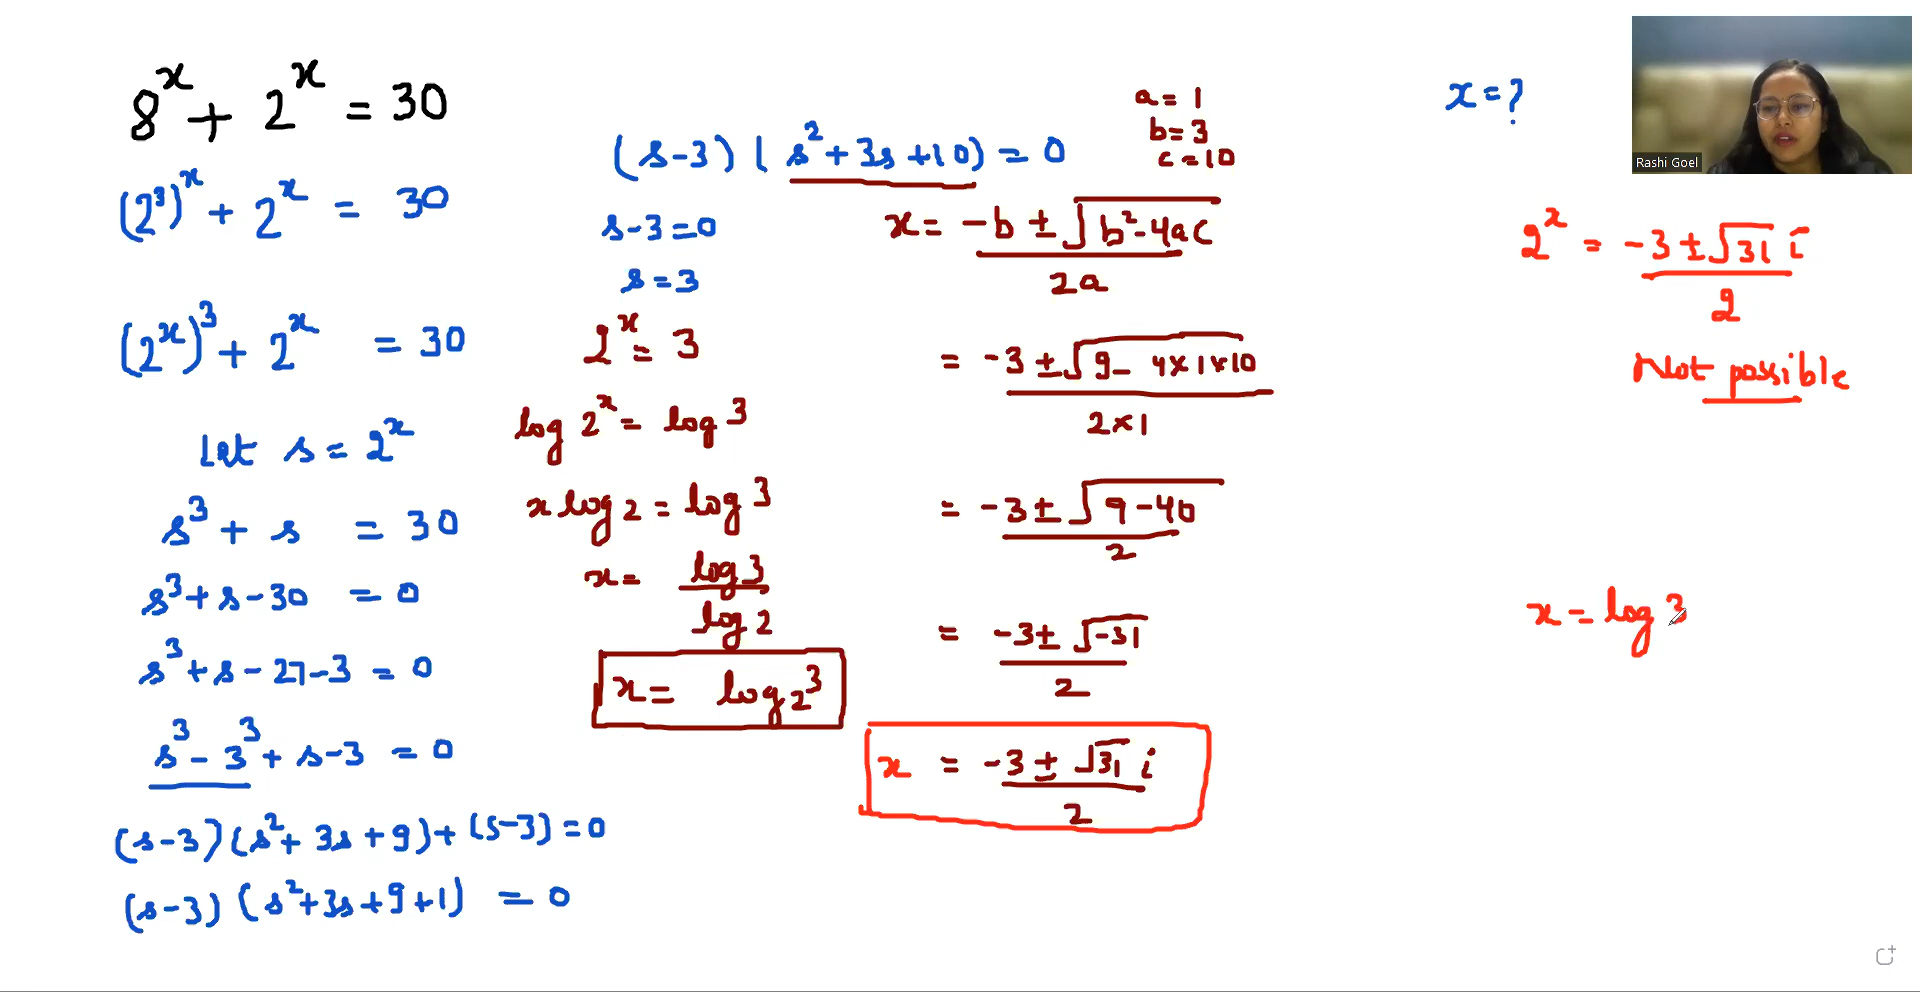 8^x + 2^x = 30
(2^3)^x + 2^x = 30
(2^x)^3 + 2^x = 30
Let s = 2^x
s^3 + s = 30
s^3 + s - 30 = 0
s^3 + s - 27 - 3 = 0
s^3 - 3^3 + s - 3 = 0
(s-3)(s^2 + 3s + 9) + (s-3) = 0
(s-3) (s^2+3s+9+1) = 0
(s-3) (s^2+3s+10) = 0
s-3=0
s=3
2^x = 3
log 2^x = log 3
x log 2 = log 3
x = log 3 / log 2
x = log_2 3
a = 1
b = 3
c = 10
x = -b ± √(b^2-4ac) / 2a
= -3 ± √(9 - 4×1×10) / 2×1
= -3 ± √(9-40) / 2
= -3 ± √(-31) / 2
x = -3 ± √31 i / 2
x = ?
Rashi Goel
2^x = -3 ± √31 i / 2
Not possible
x = log 3